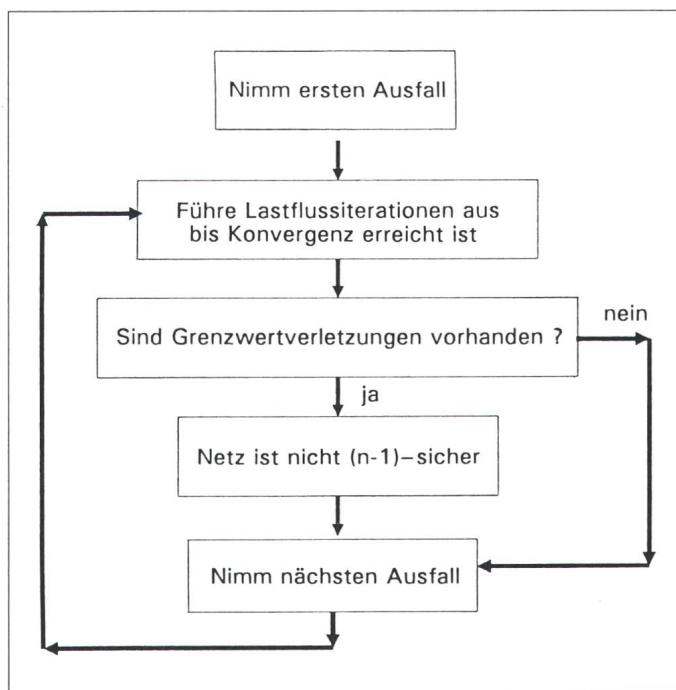 Nimm ersten Ausfall
Führe Lastflussiterationen aus
bis Konvergenz erreicht ist
Sind Grenzwertverletzungen vorhanden ?
nein
ja
Netz ist nicht (n-1)–sicher
Nimm nächsten Ausfall